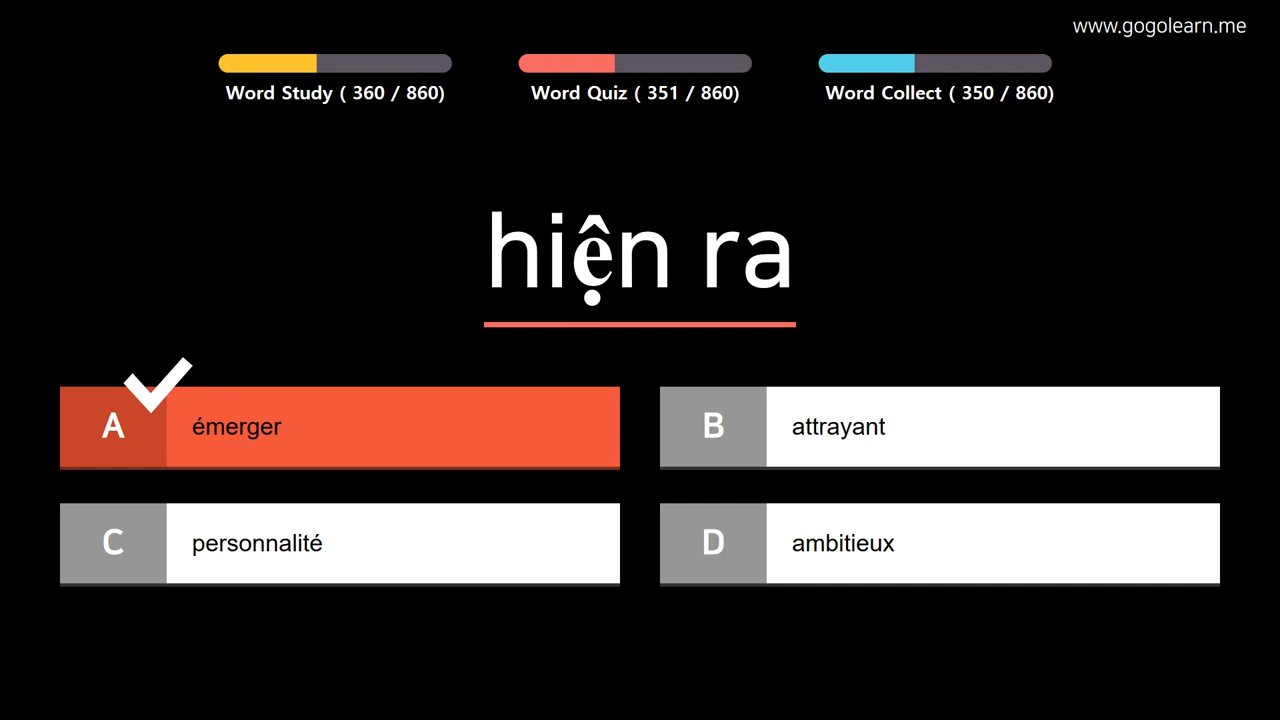 www.gogolearn.me
Word Study ( 360 / 860)
Word Quiz ( 351 / 860)
Word Collect ( 350 / 860)
hiện ra
A
émerger
B
attrayant
C
personnalité
D
ambitieux